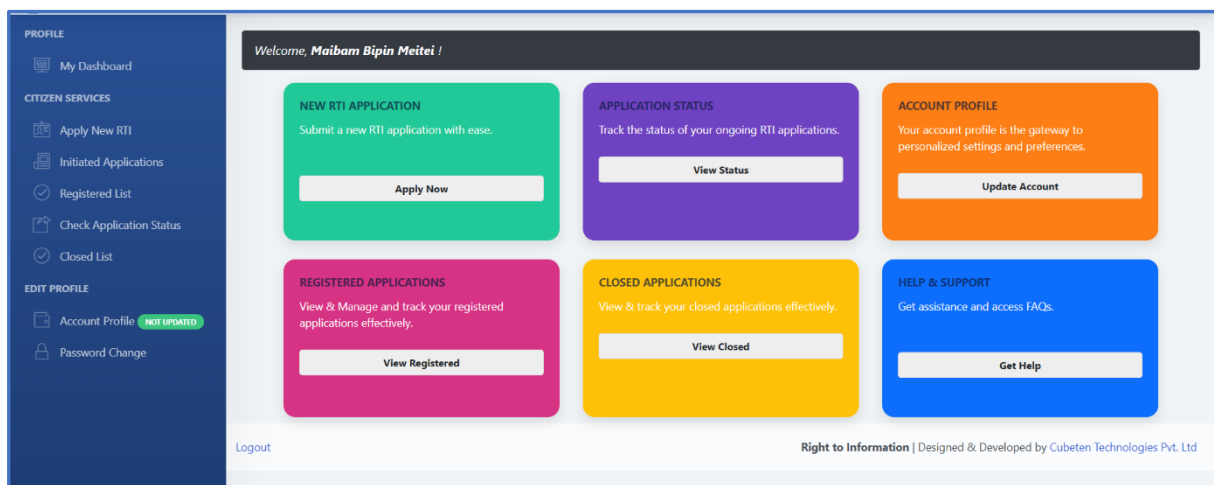 PROFILE
My Dashboard
CITIZEN SERVICES
Apply New RTI
Initiated Applications
Registered List
Check Application Status
Closed List
EDIT PROFILE
Account Profile NOT UPDATED
Password Change
Welcome, Maibam Bipin Meitei !
NEW RTI APPLICATION
Submit a new RTI application with ease.
Apply Now
APPLICATION STATUS
Track the status of your ongoing RTI applications.
View Status
ACCOUNT PROFILE
Your account profile is the gateway to
personalized settings and preferences.
Update Account
REGISTERED APPLICATIONS
View & Manage and track your registered
applications effectively.
View Registered
CLOSED APPLICATIONS
View & track your closed applications effectively.
View Closed
HELP & SUPPORT
Get assistance and access FAQs.
Get Help
Logout
Right to Information | Designed & Developed by Cubeten Technologies Pvt. Ltd